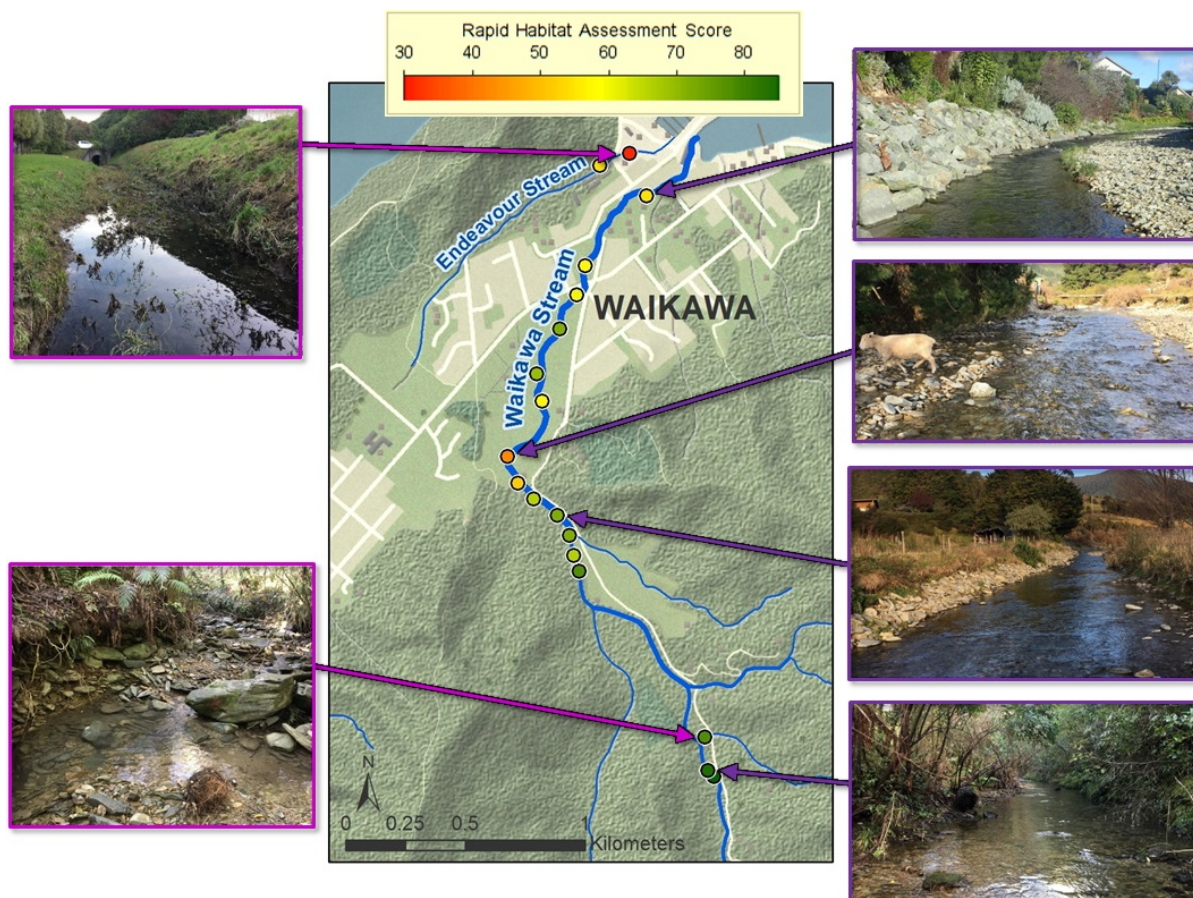 Rapid Habitat Assessment Score
30 40 50 60 70 80
Endeavour Stream
Waikawa Stream
WAIKAWA
N
0 0.25 0.5 1
Kilometers